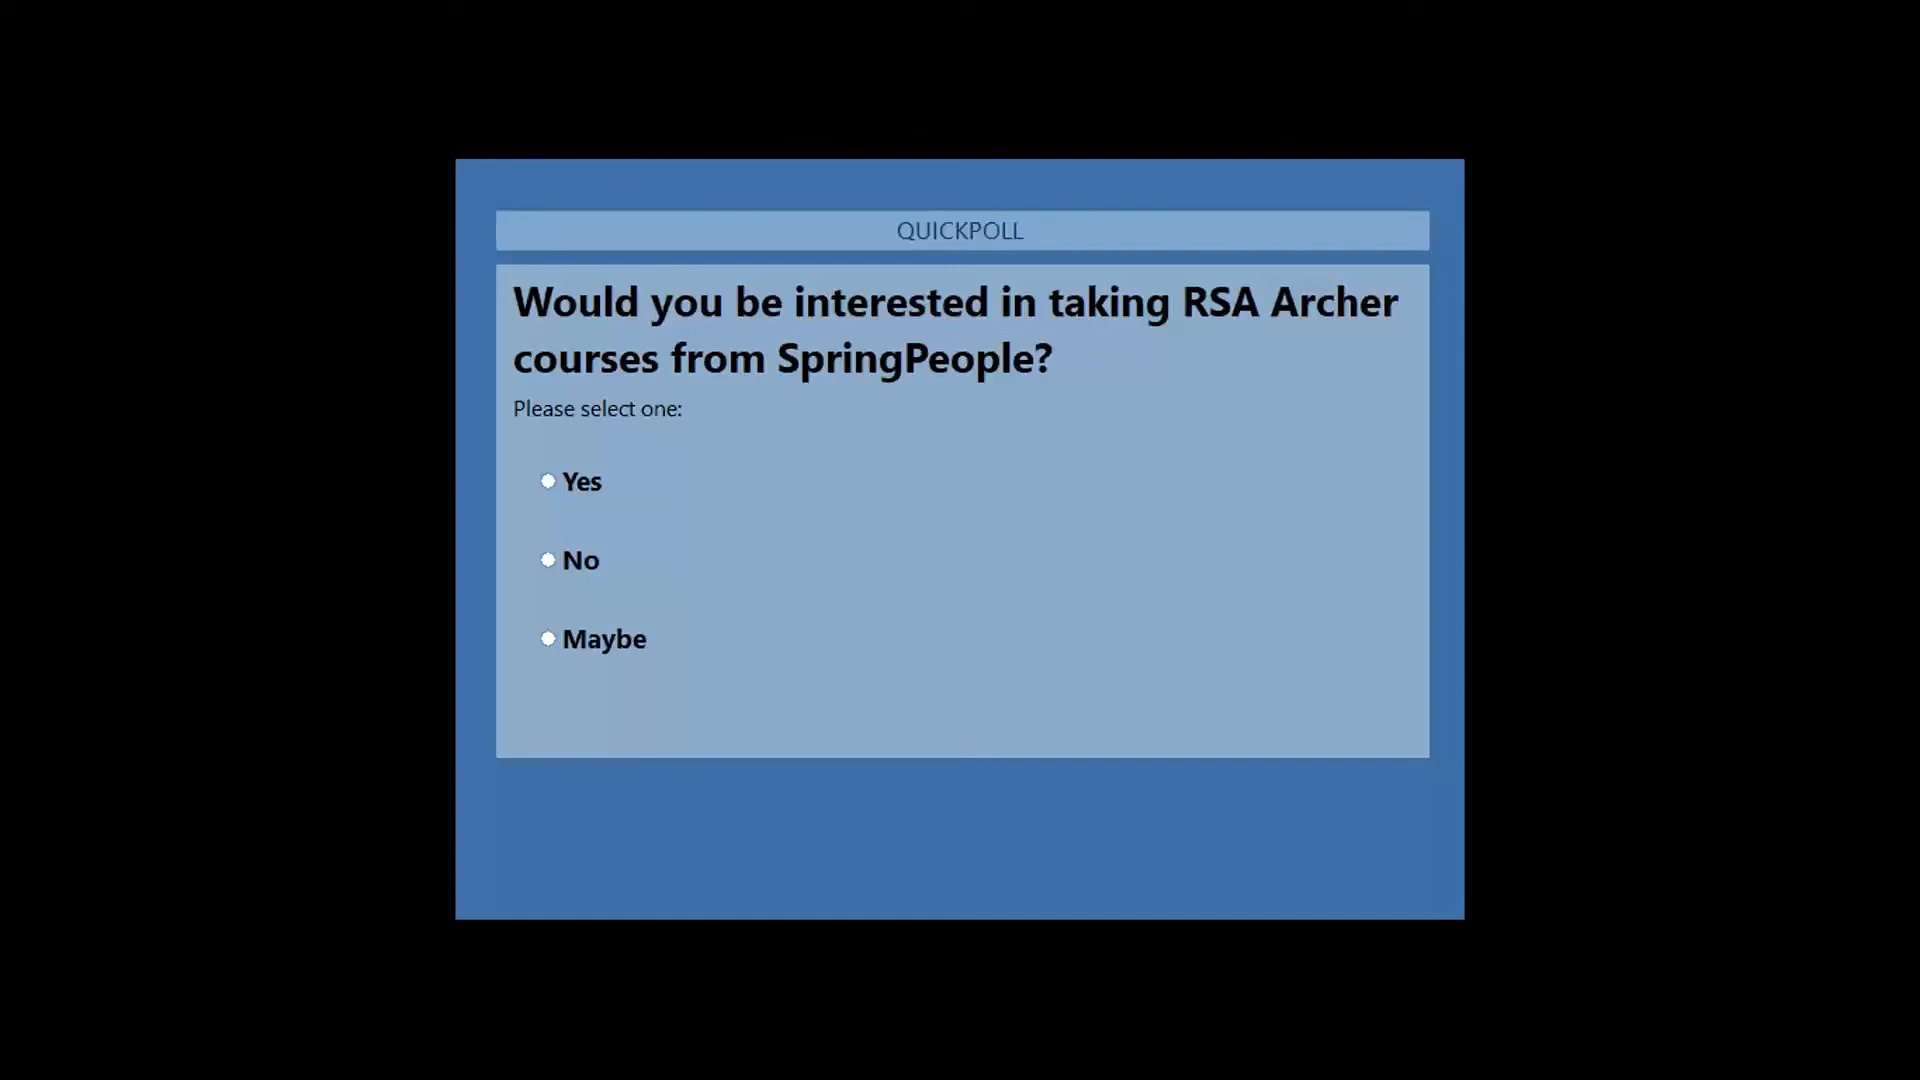 QUICKPOLL
Would you be interested in taking RSA Archer
courses from SpringPeople?
Please select one:
Yes
No
Maybe